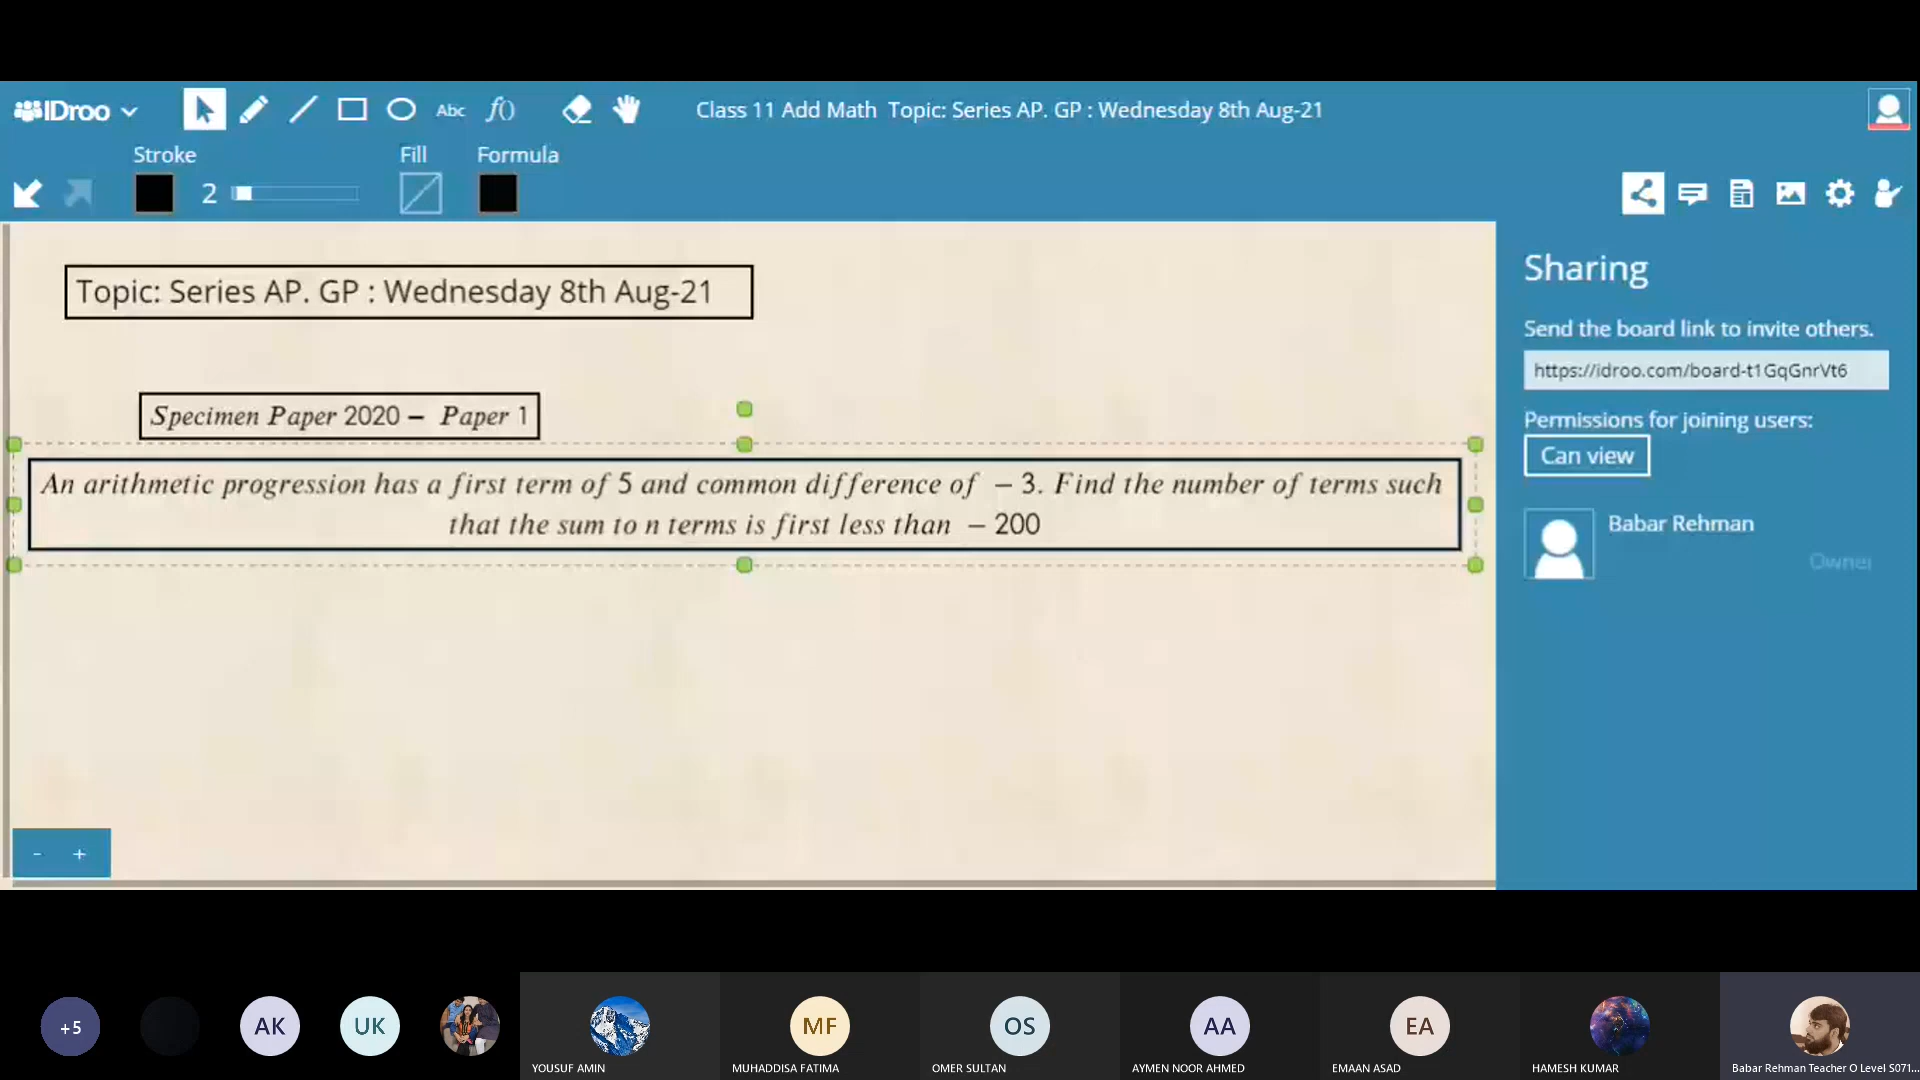 IDroo
Abc
f()
Class 11 Add Math Topic: Series AP. GP : Wednesday 8th Aug-21
Stroke
Fill
Formula
2
Topic: Series AP. GP : Wednesday 8th Aug-21
Specimen Paper 2020 – Paper 1
An arithmetic progression has a first term of 5 and common difference of – 3. Find the number of terms such
that the sum to n terms is first less than – 200
- +
Sharing
Send the board link to invite others.
https://idroo.com/board-t1GqGnrVt6
Permissions for joining users:
Can view
Babar Rehman
Owner
+5
AK
UK
MF
OS
AA
EA
YOUSUF AMIN
MUHADDISA FATIMA
OMER SULTAN
AYMEN NOOR AHMED
EMAAN ASAD
HAMESH KUMAR
Babar Rehman Teacher O Level S071...